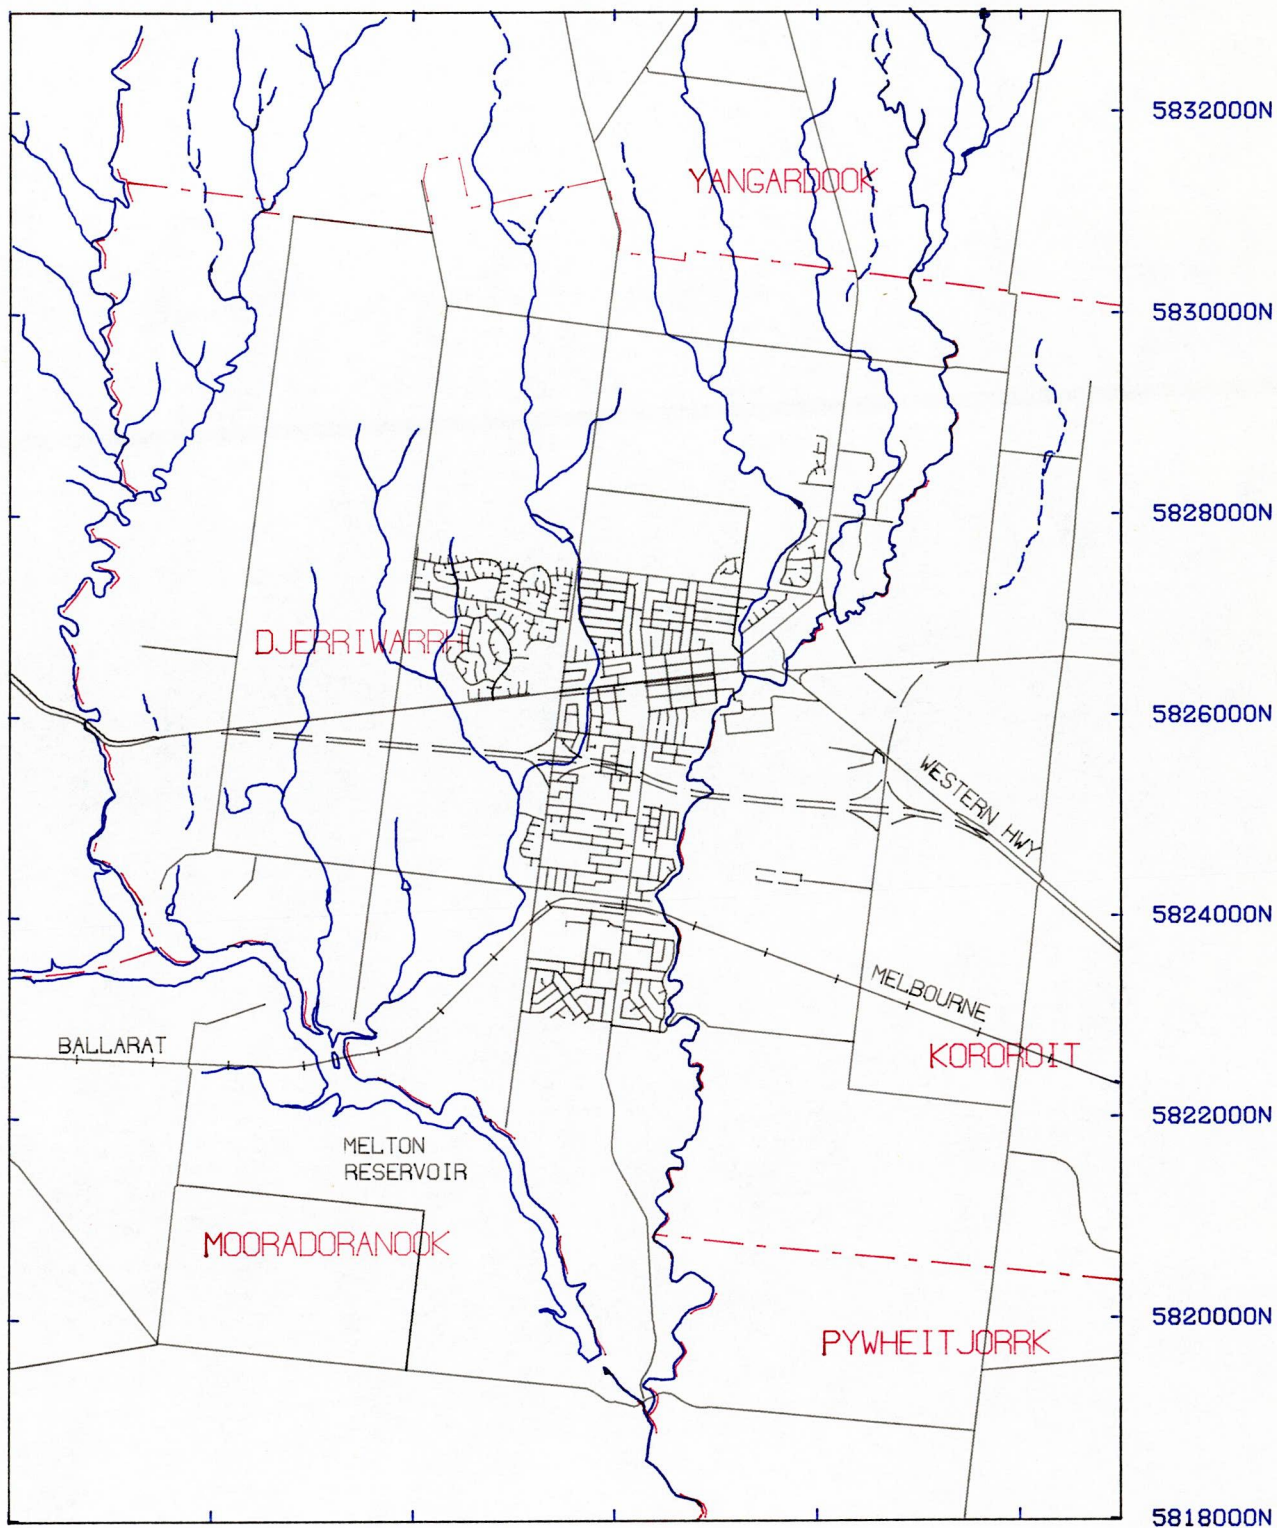 5832000N
YANGARDOOK
5830000N
5828000N
DJERRIWARRH
5826000N
WESTERN HWY
5824000N
MELBOURNE
BALLARAT
KOROROIT
5822000N
MELTON
RESERVOIR
MOORADORANOOK
5820000N
PYWHEITJORRK
5818000N